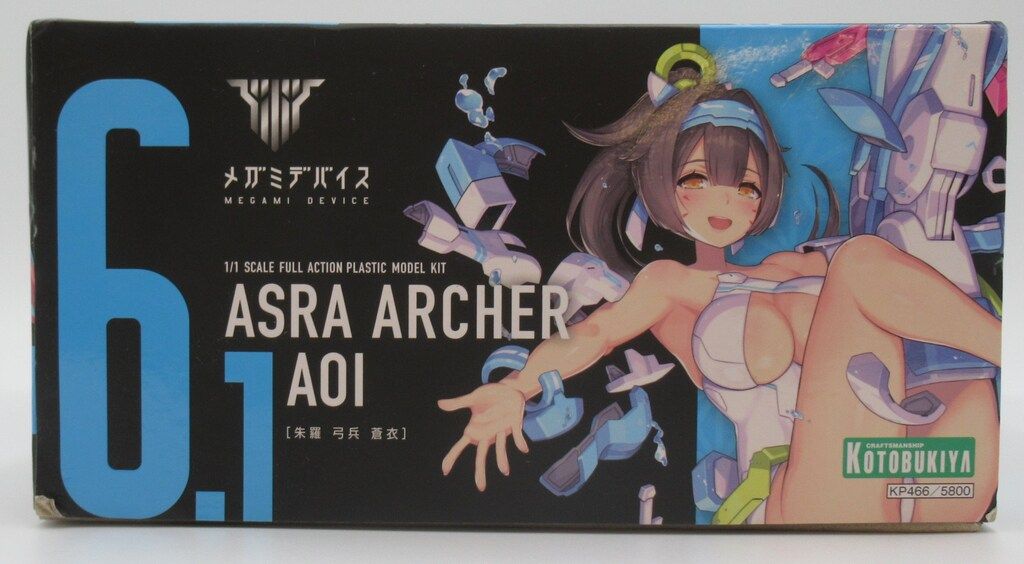 6.1
メガミデバイス
MEGAMI DEVICE
1/1 SCALE FULL ACTION PLASTIC MODEL KIT
ASRA ARCHER
AOI
[朱羅 弓兵 蒼衣]
CRAFTSMANSHIP
KOTOBUKIYA
KP466/5800